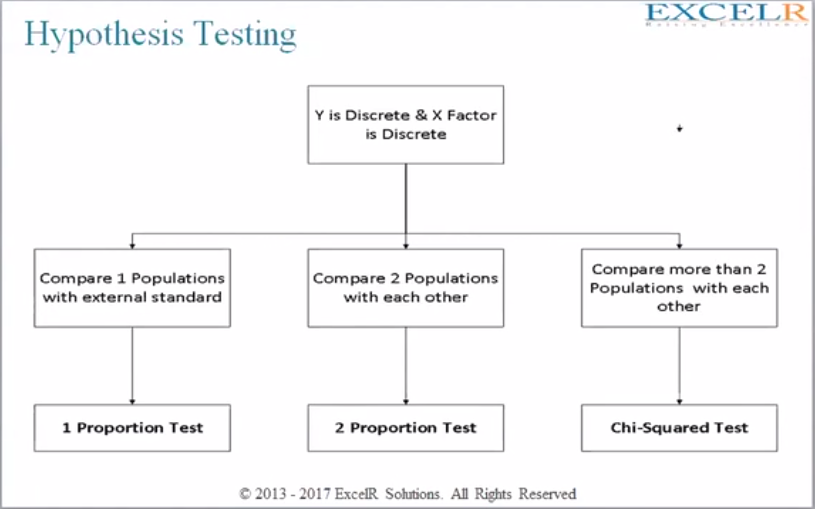 Hypothesis Testing
EXCELR
Raising Excellence
Y is Discrete & X Factor
is Discrete
Compare 1 Populations
with external standard
Compare 2 Populations
with each other
Compare more than 2
Populations with each
other
1 Proportion Test
2 Proportion Test
Chi-Squared Test
© 2013 - 2017 ExcelR Solutions. All Rights Reserved